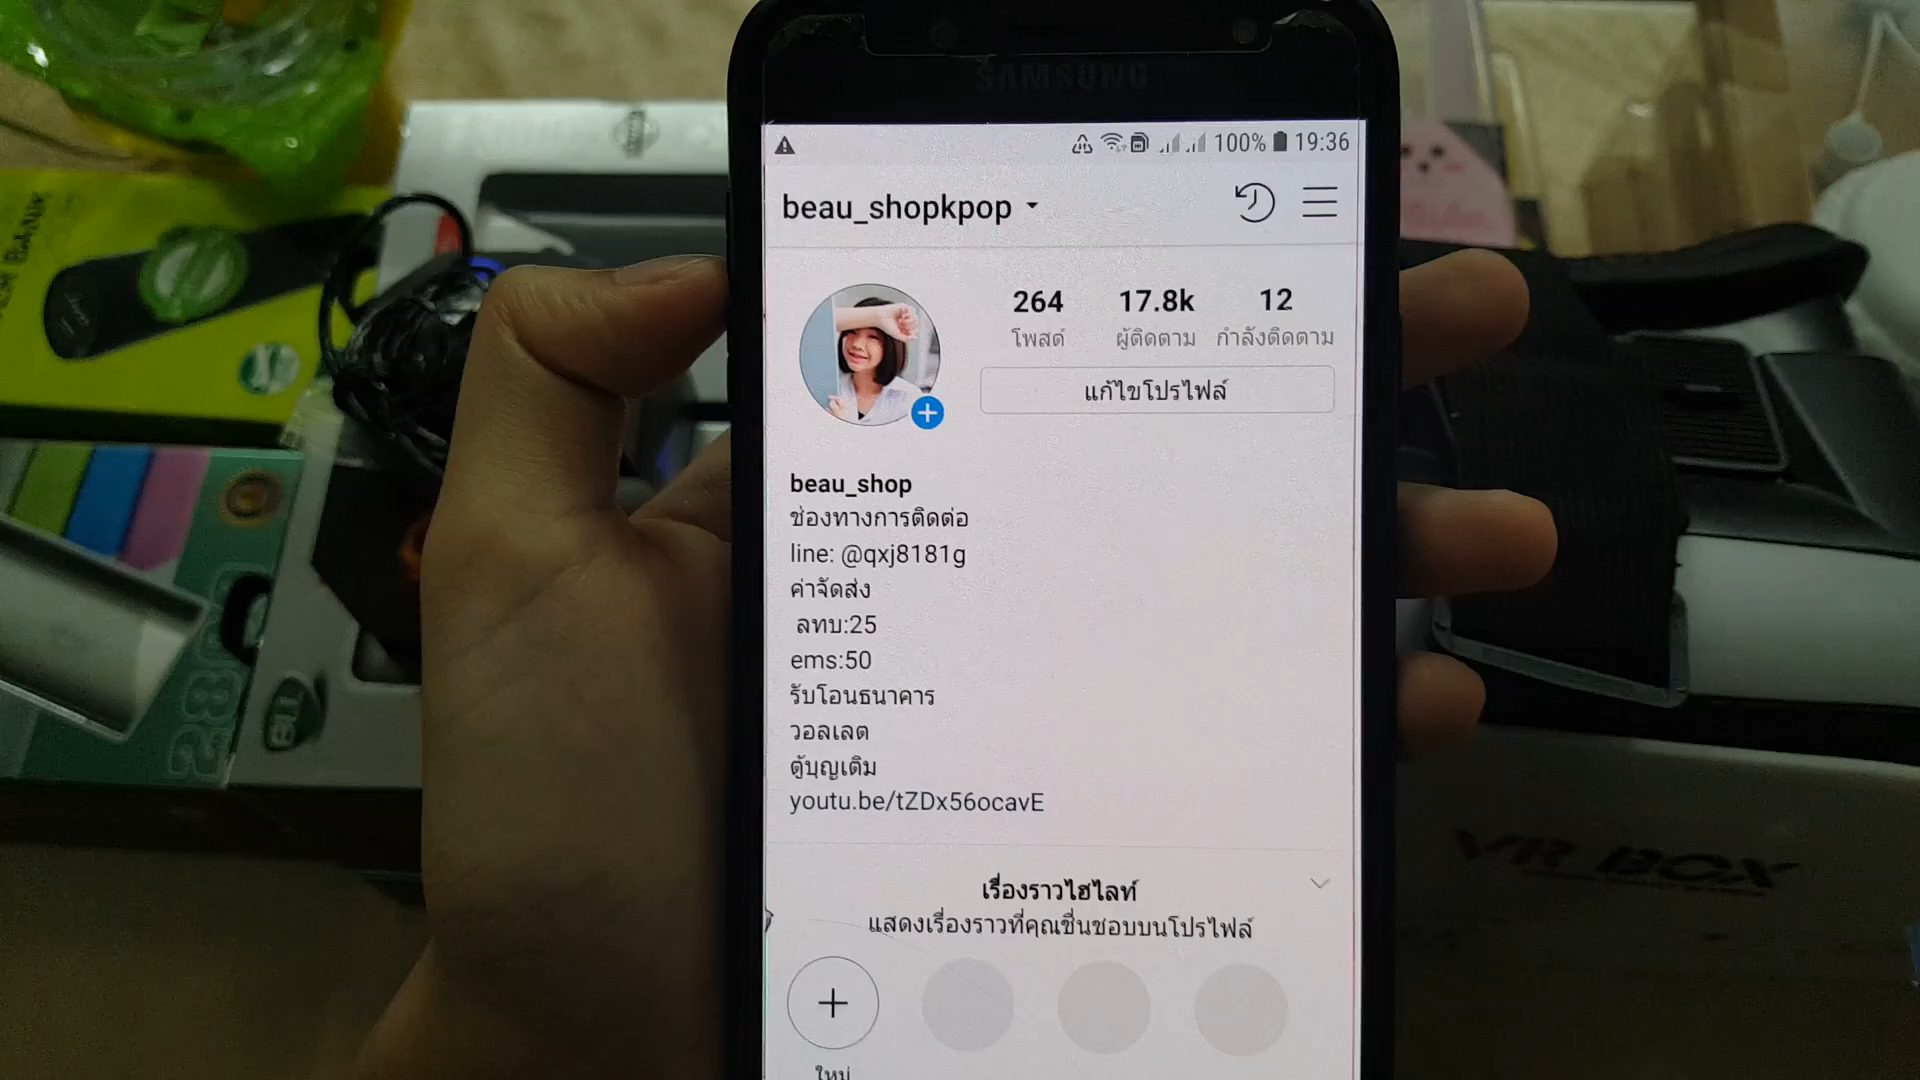 SAMSUNG
100% 19:36
beau_shopkpop
264 17.8k 12
โพสต์ ผู้ติดตาม กำลังติดตาม
แก้ไขโปรไฟล์
beau_shop
ช่องทางการติดต่อ
line: @qxj8181g
ค่าจัดส่ง
ลทบ:25
ems:50
รับโอนธนาคาร
วอลเลต
ตู้บุญเติม
youtu.be/tZDx56ocavE
เรื่องราวไฮไลท์
แสดงเรื่องราวที่คุณชื่นชอบบนโปรไฟล์
ใหม่
VR BOX